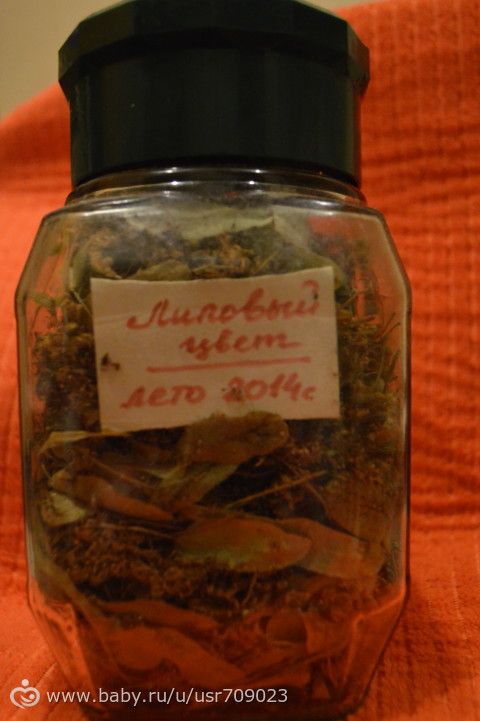 Липовый
цвет
лето 2014г
www.baby.ru/u/usr709023